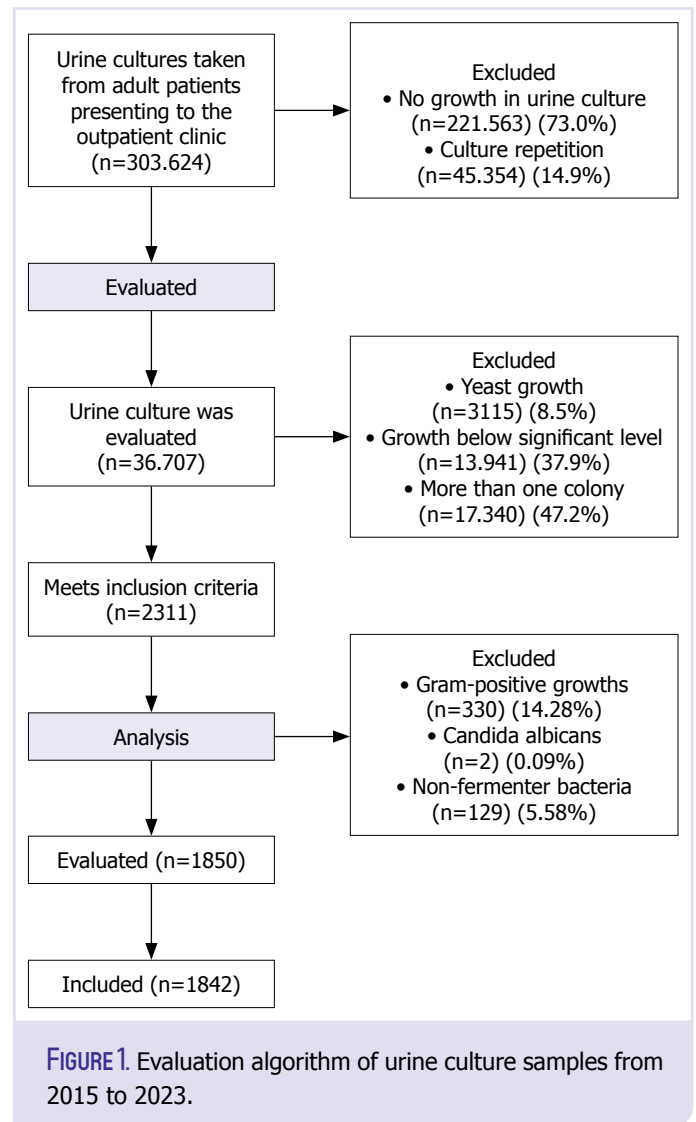 Urine cultures taken
from adult patients
presenting to the
outpatient clinic
(n=303.624)
Excluded
• No growth in urine culture
(n=221.563) (73.0%)
• Culture repetition
(n=45.354) (14.9%)
Evaluated
Urine culture was
evaluated
(n=36.707)
Excluded
• Yeast growth
(n=3115) (8.5%)
• Growth below significant level
(n=13.941) (37.9%)
• More than one colony
(n=17.340) (47.2%)
Meets inclusion criteria
(n=2311)
Excluded
• Gram-positive growths
(n=330) (14.28%)
• Candida albicans
(n=2) (0.09%)
• Non-fermenter bacteria
(n=129) (5.58%)
Analysis
Evaluated (n=1850)
Included (n=1842)
FIGURE 1. Evaluation algorithm of urine culture samples from
2015 to 2023.